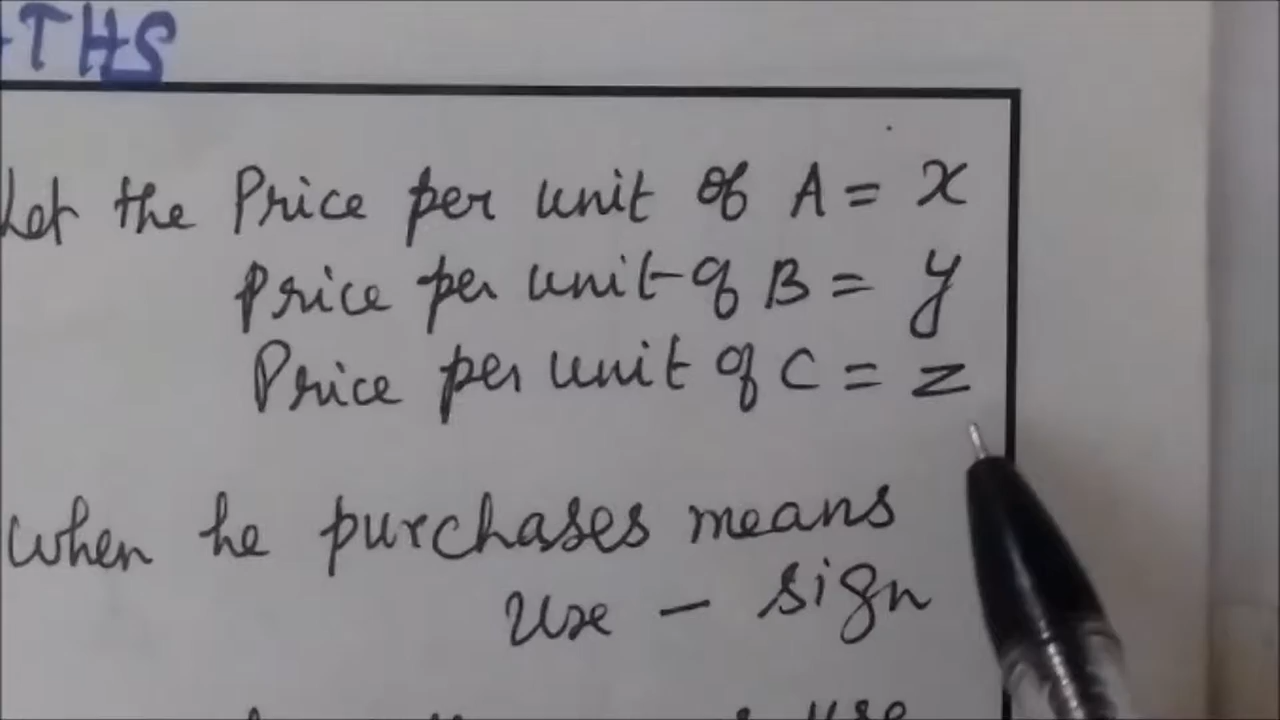 THS
Let the Price per unit of A = x
Price per unit of B = y
Price per unit of C = z
When he purchases means
Use - sign
use